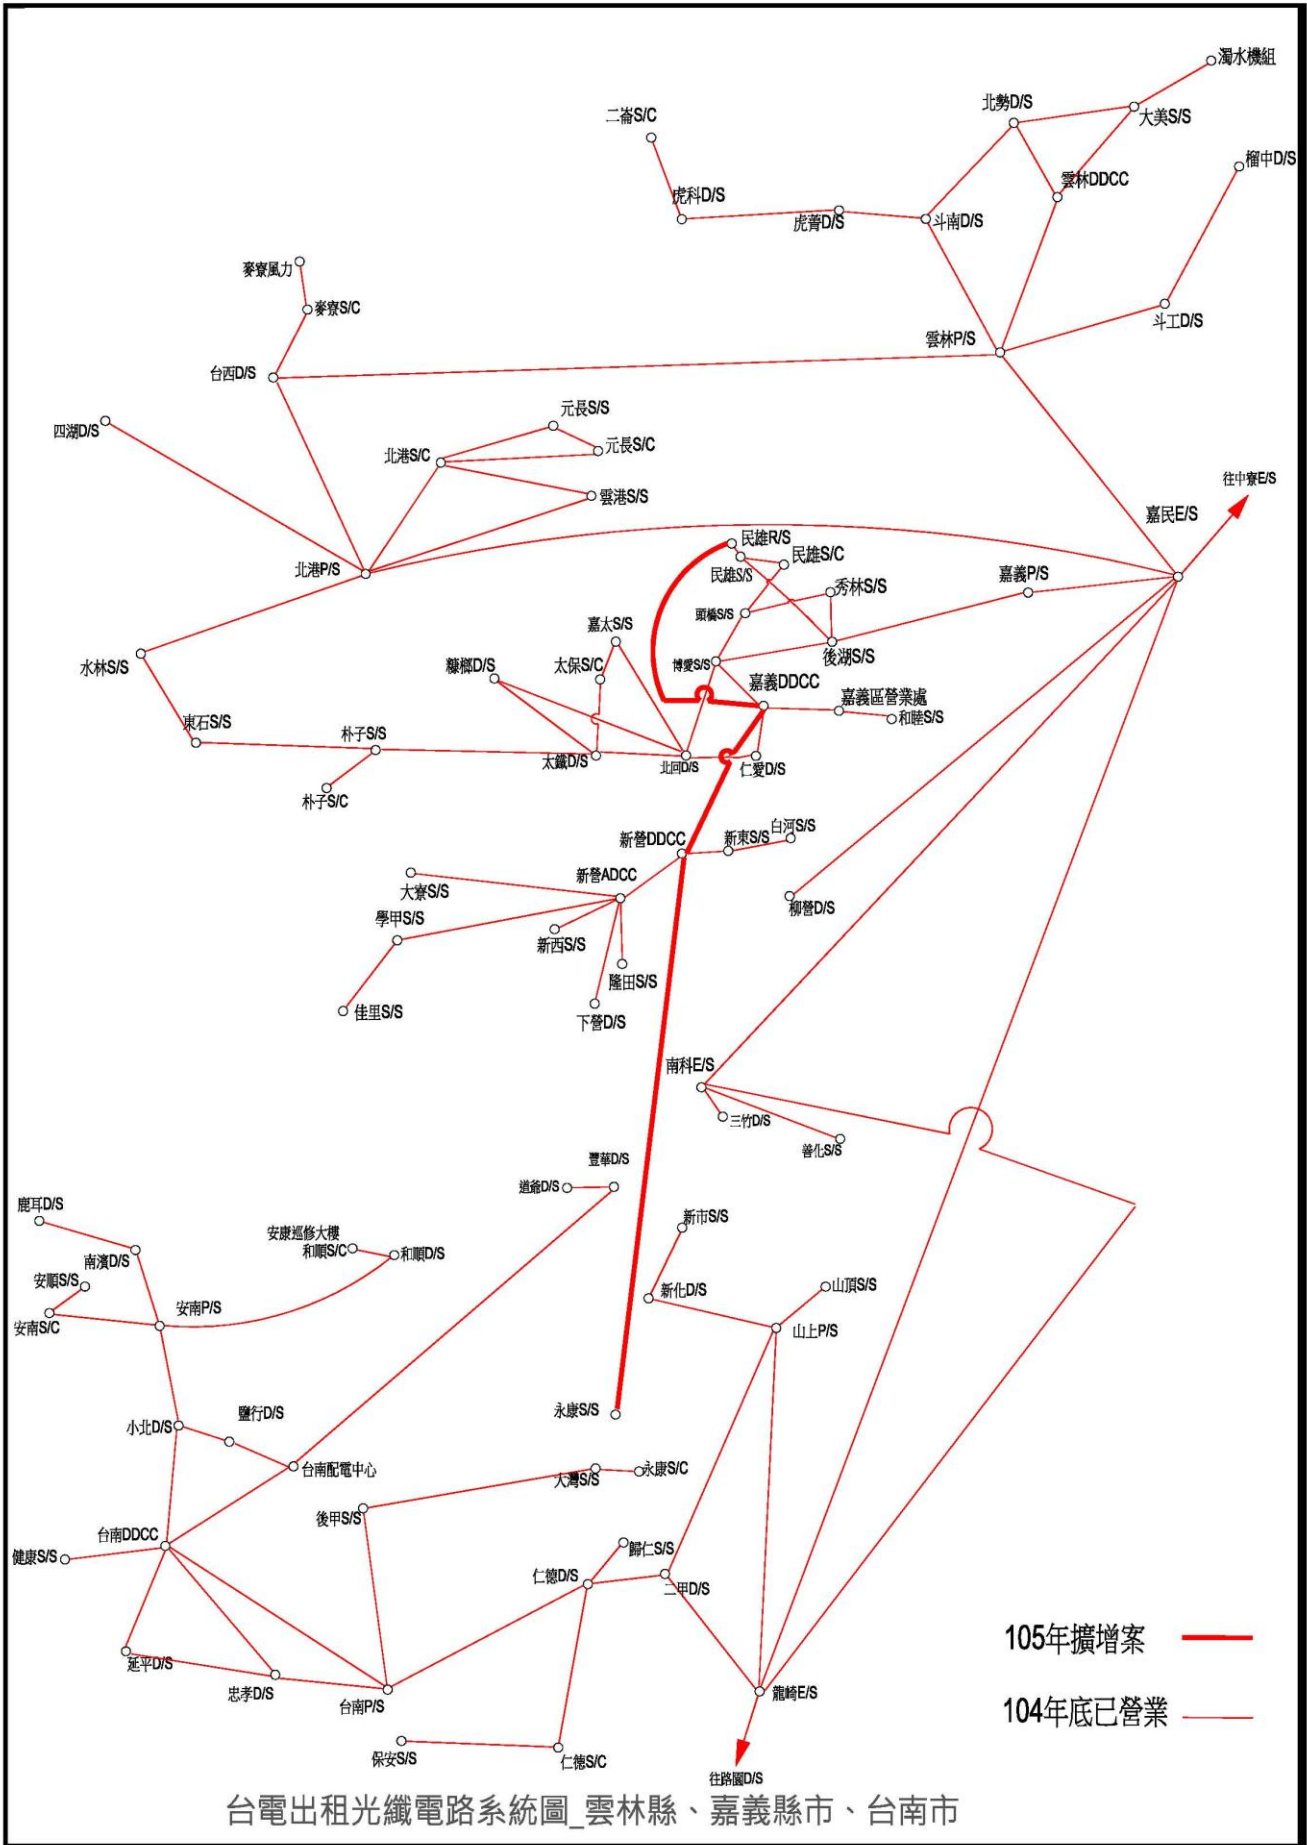 濁水機組
北勢D/S
大美S/S
二崙S/C
榴中D/S
雲林DDCC
虎科D/S
虎菁D/S
斗南D/S
麥寮風力
麥寮S/C
斗工D/S
雲林P/S
台西D/S
元長S/S
四湖D/S
元長S/C
北港S/C
往中寮E/S
雲港S/S
嘉民E/S
民雄R/S
民雄S/C
北港P/S
民雄S/S
嘉義P/S
秀林S/S
頭橋S/S
嘉太S/S
後湖S/S
水林S/S
糠榔D/S
太保S/C
博愛S/S
嘉義DDCC
嘉義區營業處
和睦S/S
東石S/S
朴子S/S
太鐵D/S
北回D/S
仁愛D/S
朴子S/C
白河S/S
新營DDCC
新東S/S
新營ADCC
大寮S/S
柳營D/S
學甲S/S
新西S/S
隆田S/S
佳里S/S
下營D/S
南科E/S
三竹D/S
善化S/S
豐華D/S
道爺D/S
鹿耳D/S
新市S/S
安康巡修大樓
和順S/C
和順D/S
南濱D/S
安順S/S
山頂S/S
新化D/S
安南P/S
安南S/C
山上P/S
永康S/S
鹽行D/S
小北D/S
台南配電中心
永康S/C
大灣S/S
後甲S/S
台南DDCC
歸仁S/S
健康S/S
仁德D/S
二甲D/S
105年擴增案
延平D/S
忠孝D/S
台南P/S
龍崎E/S
104年底已營業
保安S/S
仁德S/C
往路園D/S
台電出租光纖電路系統圖_雲林縣、嘉義縣市、台南市